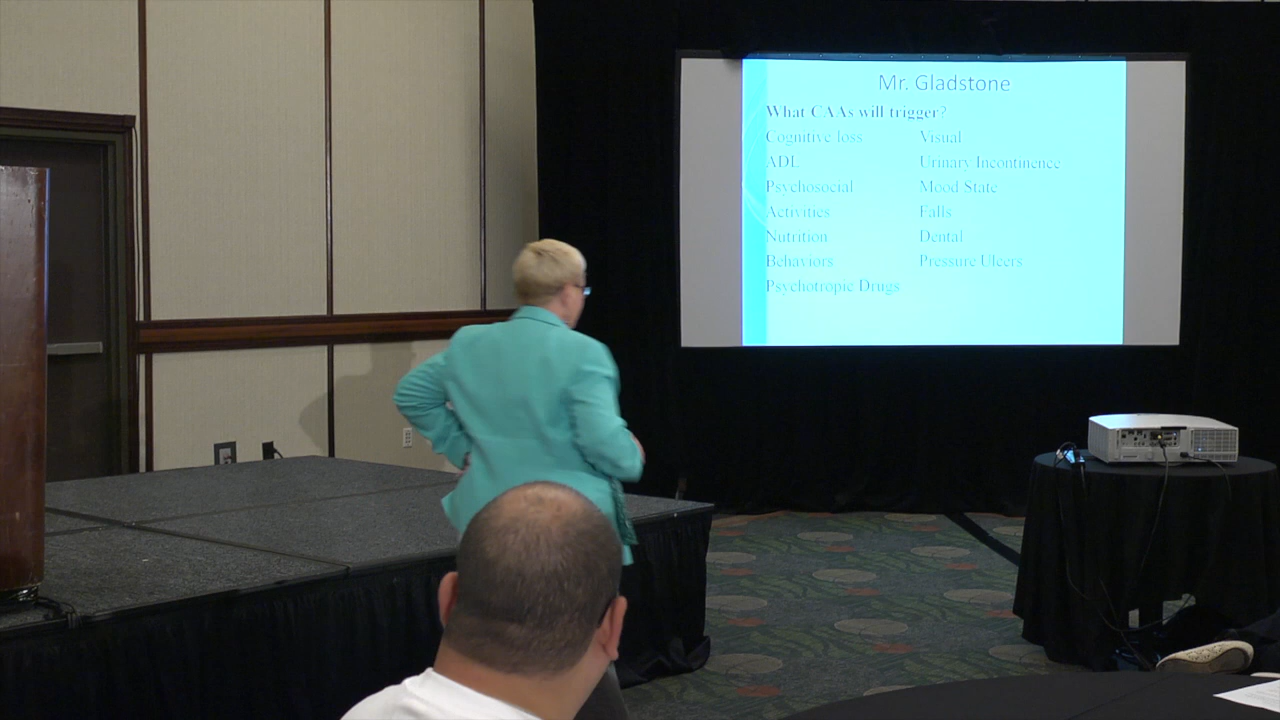 Mr. Gladstone
What CAAs will trigger?
Cognitive loss Visual
ADL Urinary Incontinence
Psychosocial Mood State
Activities Falls
Nutrition Dental
Behaviors Pressure Ulcers
Psychotropic Drugs